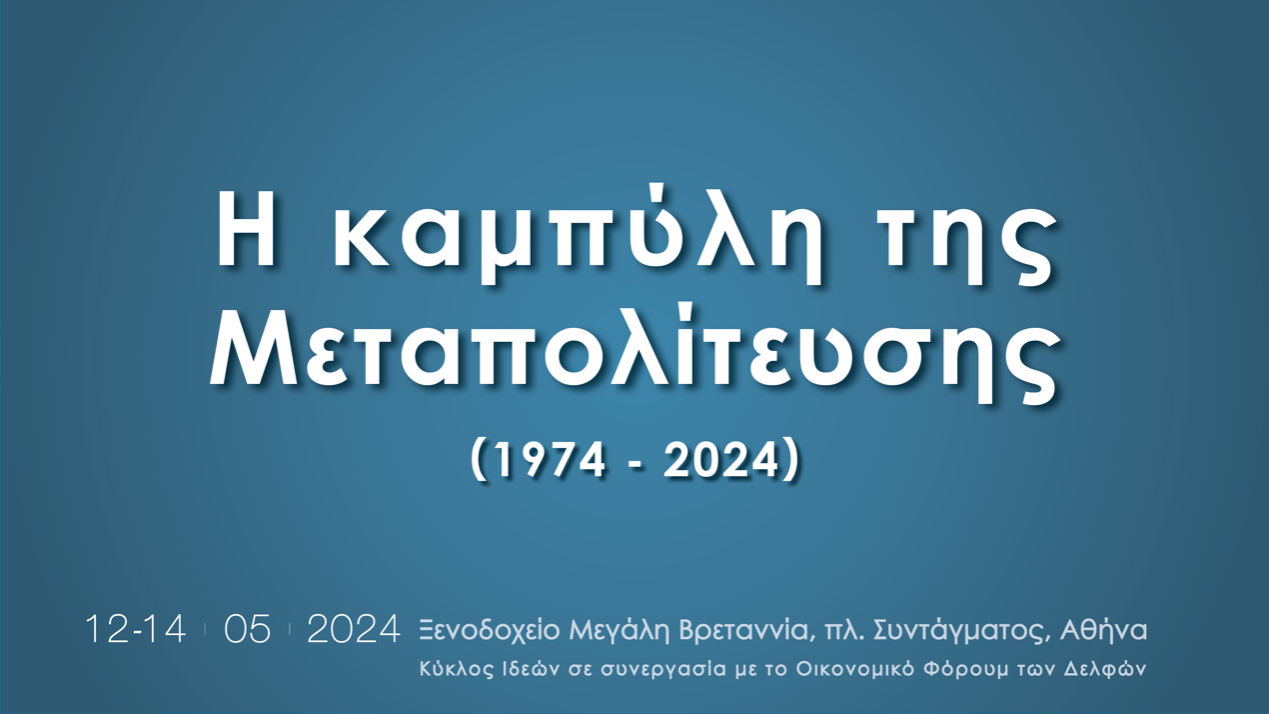 Η καμπύλη της
Μεταπολίτευσης
(1974 - 2024)
12-14 | 05 | 2024 Ξενοδοχείο Μεγάλη Βρεταννία, πλ. Συντάγματος, Αθήνα
Κύκλος Ιδεών σε συνεργασία με το Οικονομικό Φόρουμ των Δελφών